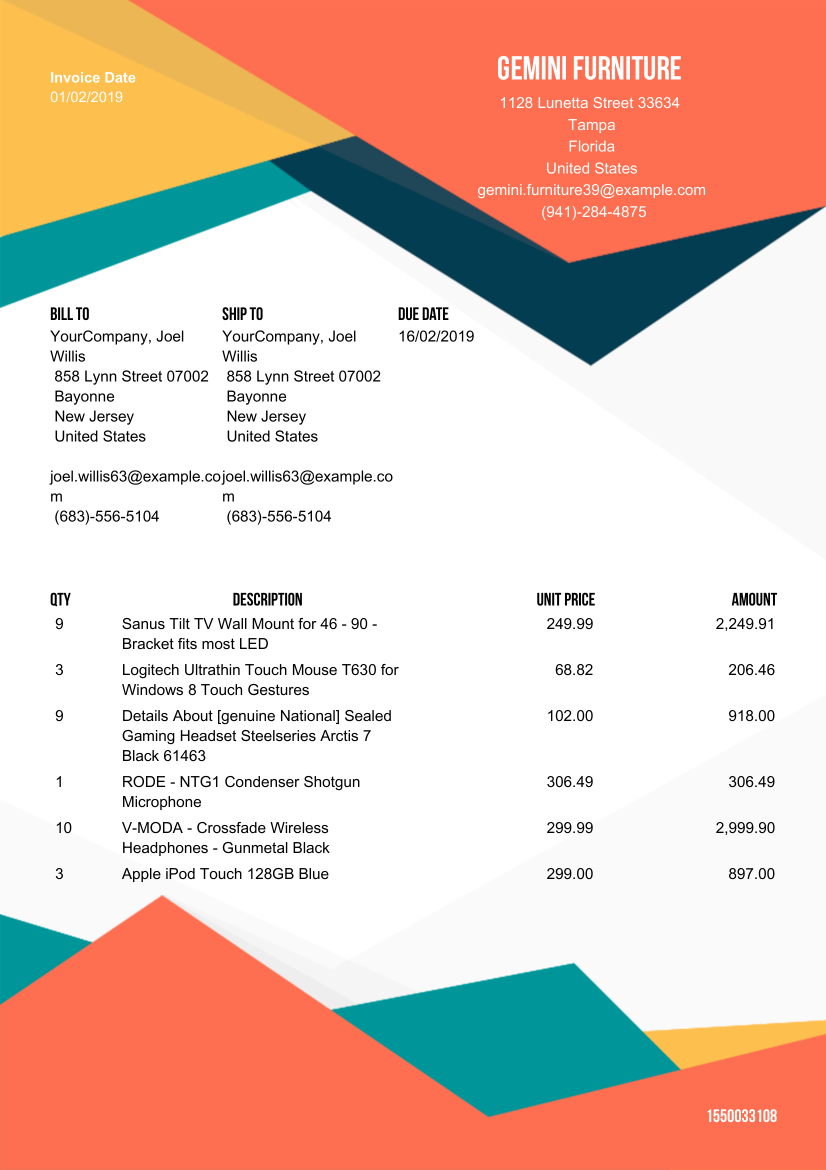 Invoice Date
01/02/2019
GEMINI FURNITURE
1128 Lunetta Street 33634
Tampa
Florida
United States
gemini.furniture39@example.com
(941)-284-4875
BILL TO
YourCompany, Joel
Willis
858 Lynn Street 07002
Bayonne
New Jersey
United States
joel.willis63@example.co
m
(683)-556-5104
SHIP TO
YourCompany, Joel
Willis
858 Lynn Street 07002
Bayonne
New Jersey
United States
joel.willis63@example.co
m
(683)-556-5104
DUE DATE
16/02/2019
QTY DESCRIPTION UNIT PRICE AMOUNT
9 Sanus Tilt TV Wall Mount for 46 - 90 - 249.99 2,249.91
Bracket fits most LED
3 Logitech Ultrathin Touch Mouse T630 for 68.82 206.46
Windows 8 Touch Gestures
9 Details About [genuine National] Sealed 102.00 918.00
Gaming Headset Steelseries Arctis 7
Black 61463
1 RODE - NTG1 Condenser Shotgun 306.49 306.49
Microphone
10 V-MODA - Crossfade Wireless 299.99 2,999.90
Headphones - Gunmetal Black
3 Apple iPod Touch 128GB Blue 299.00 897.00
1550033108